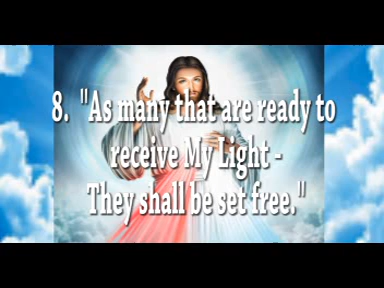 8. "As many that are ready to
receive My Light -
They shall be set free."